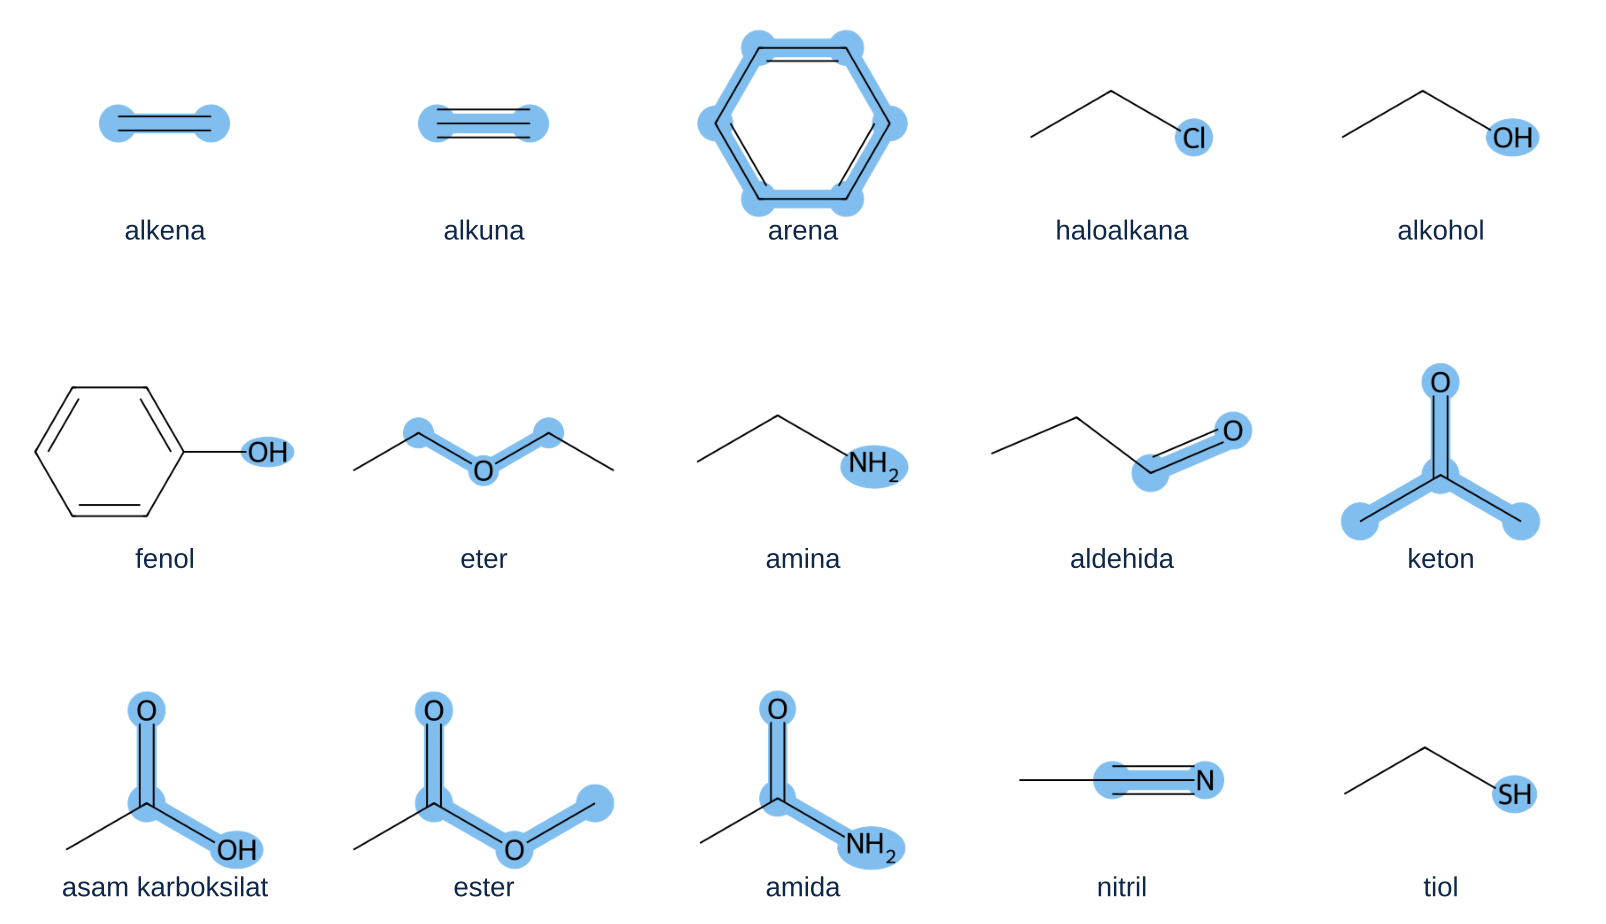 Cl
OH
alkena
alkuna
arena
haloalkana
alkohol
O
OH
O
NH2
O
fenol
eter
amina
aldehida
keton
O
O
O
N
SH
OH
O
NH2
asam karboksilat
ester
amida
nitril
tiol